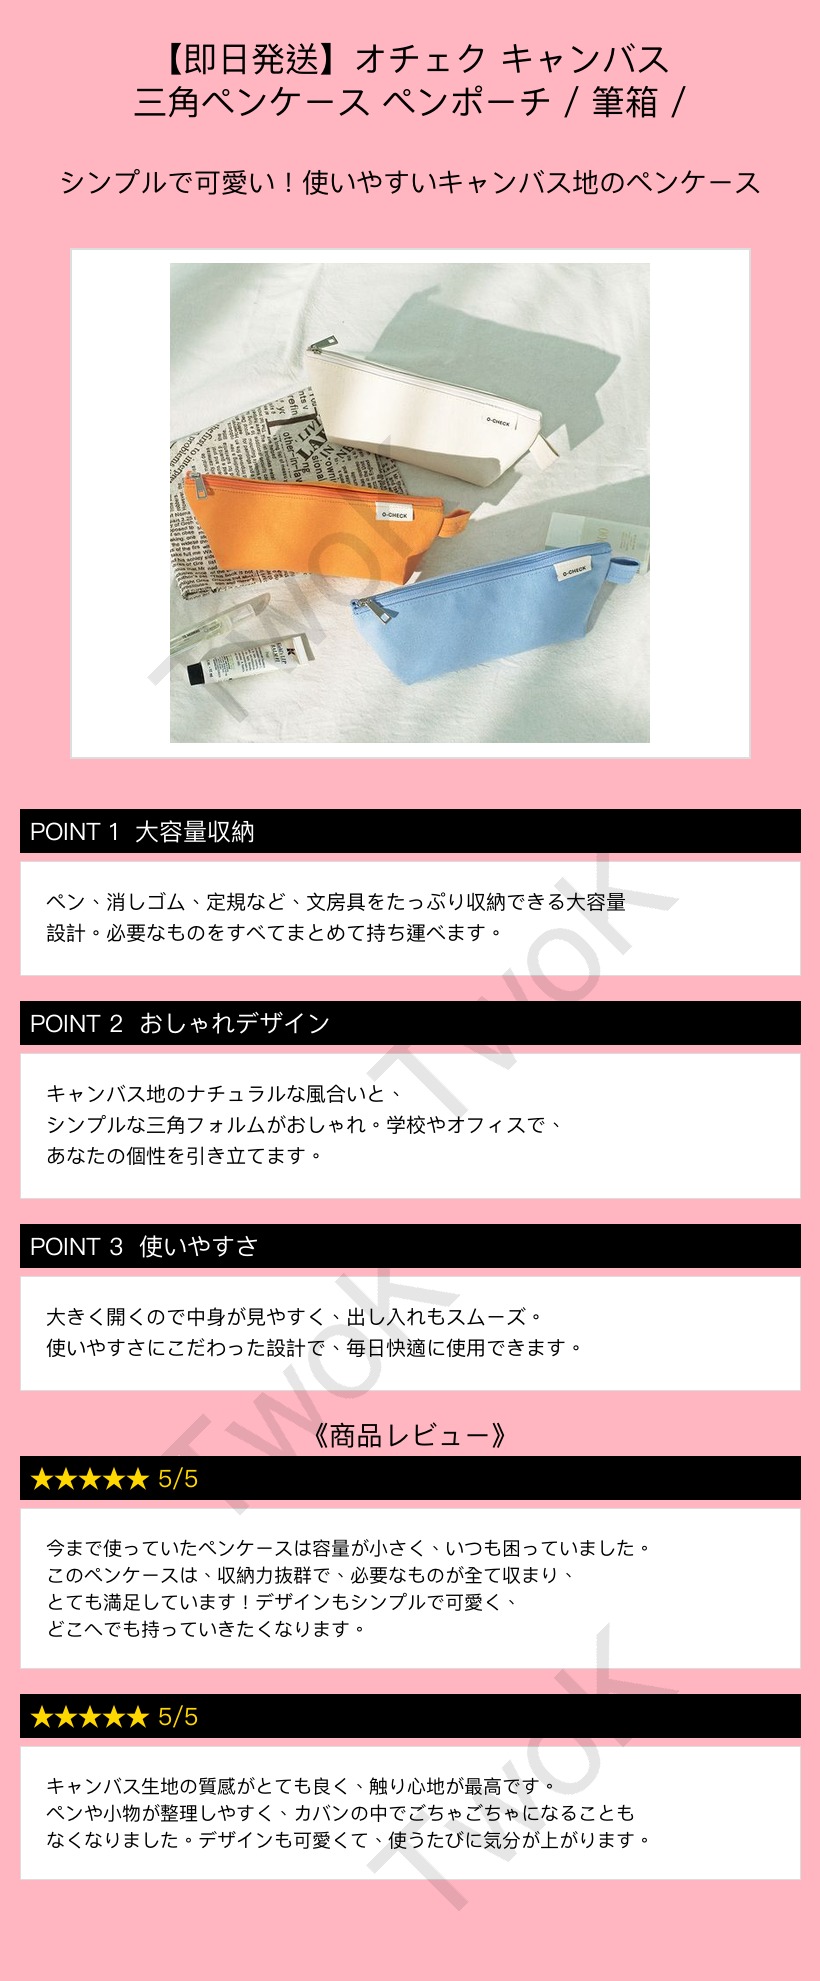 【即日発送】オチェク キャンバス
三角ペンケース ペンポーチ / 筆箱 /
シンプルで可愛い！使いやすいキャンバス地のペンケース
O-CHECK
O-CHECK
O-CHECK
TwoK
POINT 1 大容量収納
ペン、消しゴム、定規など、文房具をたっぷり収納できる大容量
設計。必要なものをすべてまとめて持ち運べます。
TwoK
POINT 2 おしゃれデザイン
キャンバス地のナチュラルな風合いと、
シンプルな三角フォルムがおしゃれ。学校やオフィスで、
あなたの個性を引き立てます。
POINT 3 使いやすさ
大きく開くので中身が見やすく、出し入れもスムーズ。
使いやすさにこだわった設計で、毎日快適に使用できます。
TwoK
《商品レビュー》
★★★★★ 5/5
今まで使っていたペンケースは容量が小さく、いつも困っていました。
このペンケースは、収納力抜群で、必要なものが全て収まり、
とても満足しています！デザインもシンプルで可愛く、
どこへでも持っていきたくなります。
★★★★★ 5/5
キャンバス生地の質感がとても良く、触り心地が最高です。
ペンや小物が整理しやすく、カバンの中でごちゃごちゃになることも
なくなりました。デザインも可愛くて、使うたびに気分が上がります。
TwoK